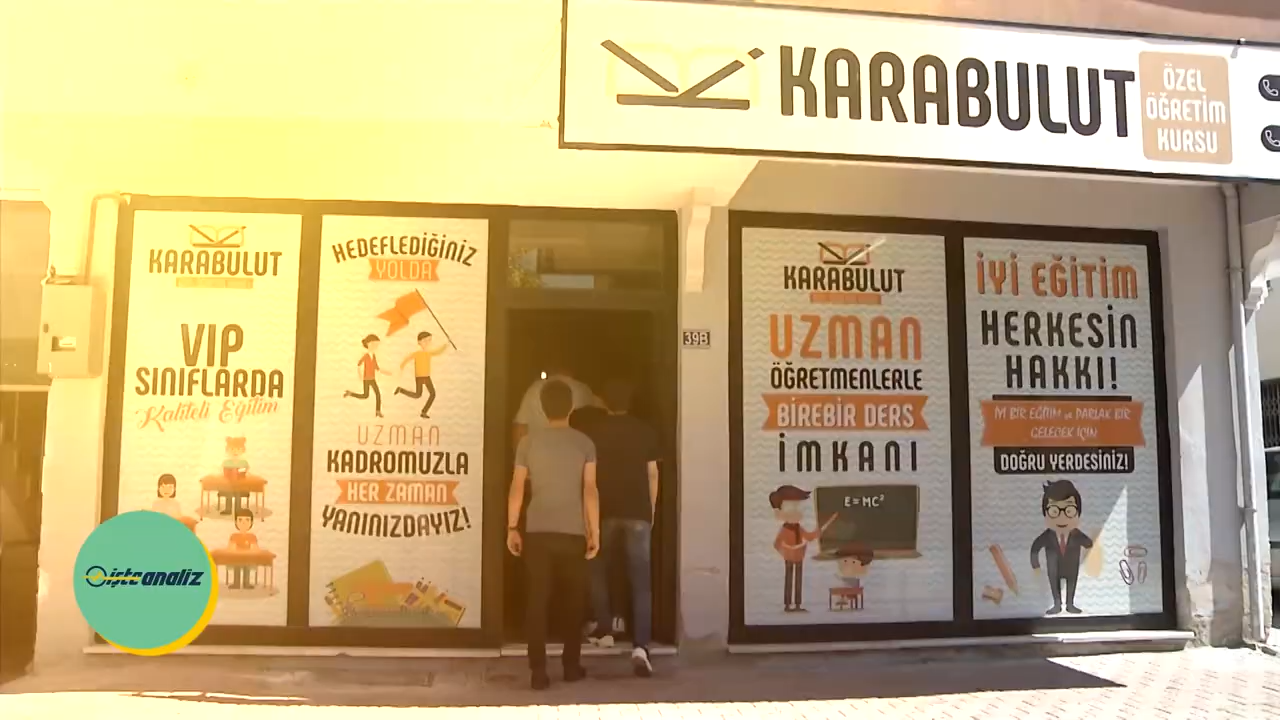 KARABULUT
ÖZEL
ÖĞRETİM
KURSU
KARABULUT
VIP
SINIFLARDA
Kaliteli Eğitim
HEDEFLEDİĞİNİZ
YOLDA
UZMAN
KADROMUZLA
HER ZAMAN
YANINIZDAYIZ!
39B
KARABULUT
UZMAN
ÖĞRETMENLERLE
BİREBİR DERS
İMKANI
E=MC²
İYİ EĞİTİM
HERKESİN
HAKKI!
İYİ BİR EĞİTİM ve PARLAK BİR
GELECEK İÇİN
DOĞRU YERDESİNİZ!
işteanaliz